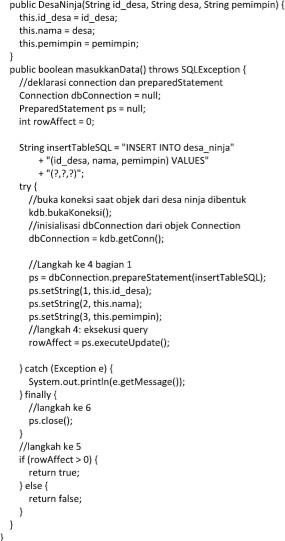 public DesaNinja(String id_desa, String desa, String pemimpin) {
this.id_desa = id_desa;
this.nama = desa;
this.pemimpin = pemimpin;
}
public boolean masukkanData() throws SQLException {
//deklarasi connection dan preparedStatement
Connection dbConnection = null;
PreparedStatement ps = null;
int rowAffect = 0;
String insertTableSQL = "INSERT INTO desa_ninja"
+ "(id_desa, nama, pemimpin) VALUES"
+ "(?,?,?)";
try {
//buka koneksi saat objek dari desa ninja dibentuk
kdb.bukaKoneksi();
//inisialisasi dbConnection dari objek Connection
dbConnection = kdb.getConn();
//Langkah ke 4 bagian 1
ps = dbConnection.prepareStatement(insertTableSQL);
ps.setString(1, this.id_desa);
ps.setString(2, this.nama);
ps.setString(3, this.pemimpin);
//langkah 4: eksekusi query
rowAffect = ps.executeUpdate();
} catch (Exception e) {
System.out.println(e.getMessage());
} finally {
//langkah ke 6
ps.close();
}
//langkah ke 5
if (rowAffect > 0) {
return true;
} else {
return false;
}
}
}